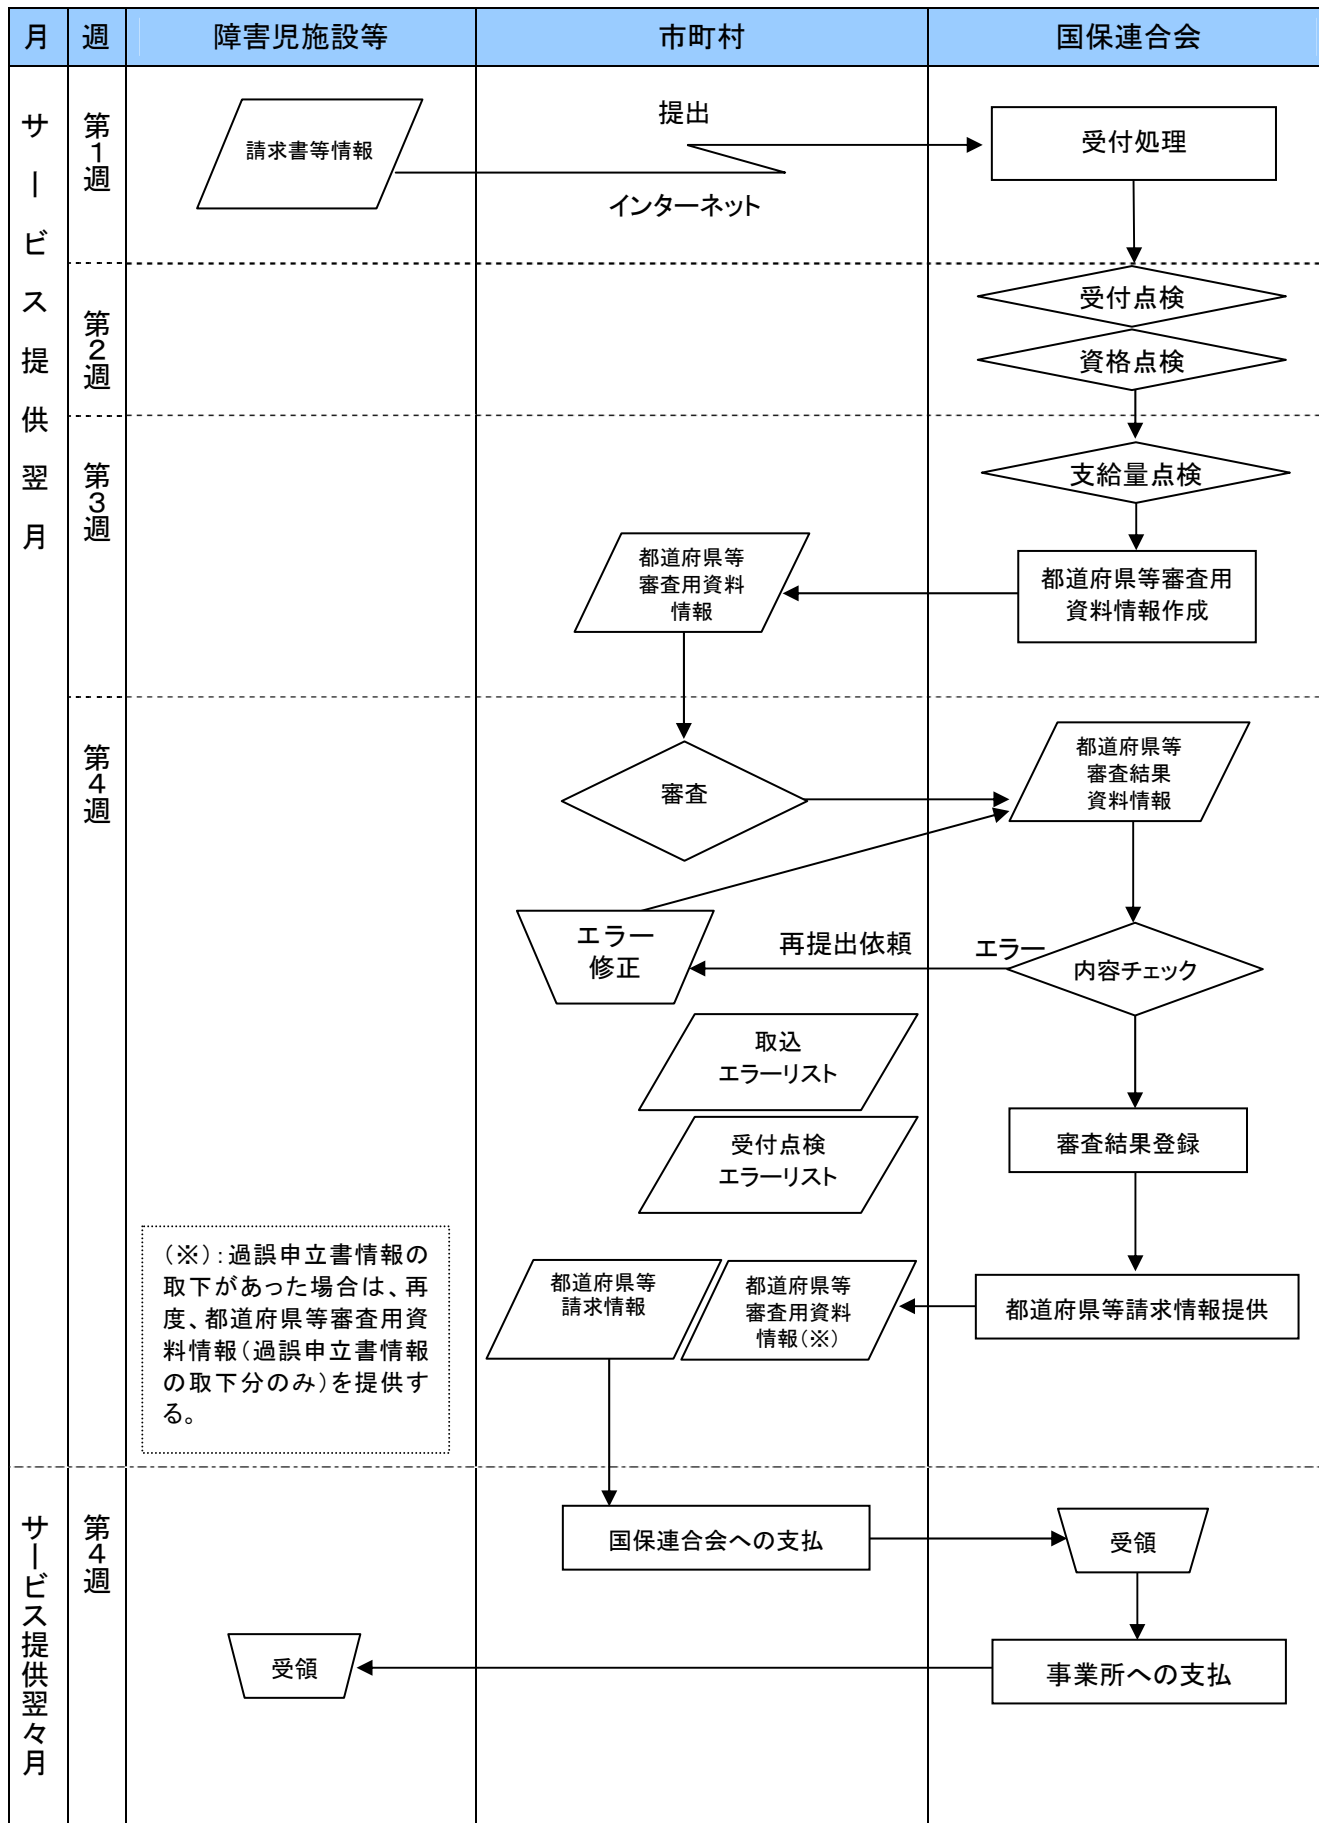 月 週 障害児施設等 市町村 国保連合会
サービス提供翌月
第1週
請求書等情報
提出
インターネット
受付処理
第2週
受付点検
資格点検
第3週
支給量点検
都道府県等
審査用資料
情報
都道府県等審査用
資料情報作成
第4週
審査
都道府県等
審査結果
資料情報
エラー
修正
再提出依頼
エラー
内容チェック
取込
エラーリスト
受付点検
エラーリスト
審査結果登録
(※):過誤申立書情報の
取下があった場合は、再
度、都道府県等審査用資
料情報(過誤申立書情報
の取下分のみ)を提供す
る。
都道府県等
請求情報
都道府県等
審査用資料
情報(※)
都道府県等請求情報提供
サービス提供翌々月
第4週
国保連合会への支払
受領
受領
事業所への支払